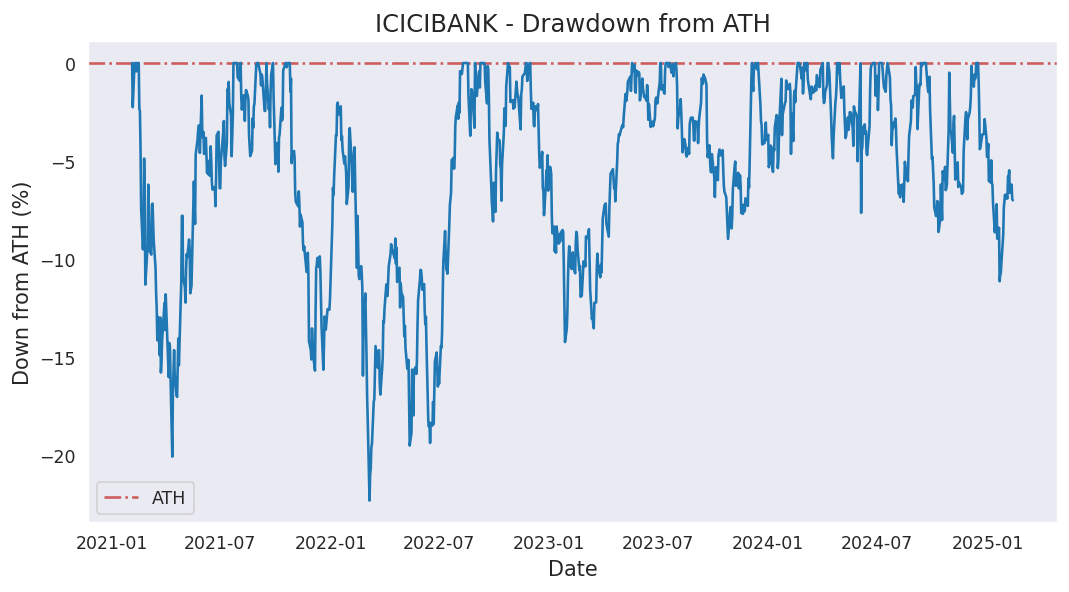 ICICIBANK - Drawdown from ATH
Down from ATH (%)
0
−5
−10
−15
−20
ATH
2021-01 2021-07 2022-01 2022-07 2023-01 2023-07 2024-01 2024-07 2025-01
Date